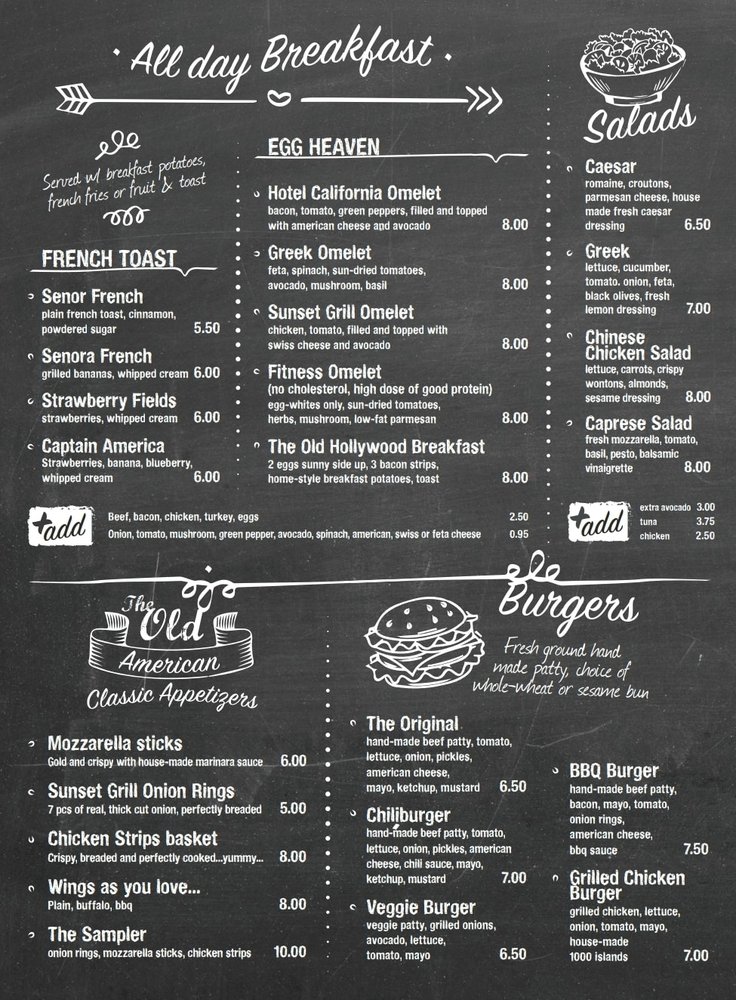 All day Breakfast
Served w/ breakfast potatoes,
french fries or fruit & toast
FRENCH TOAST
Senor French
plain french toast, cinnamon,
powdered sugar 5.50
Senora French
grilled bananas, whipped cream 6.00
Strawberry Fields
strawberries, whipped cream 6.00
Captain America
Strawberries, banana, blueberry,
whipped cream 6.00
EGG HEAVEN
Hotel California Omelet
bacon, tomato, green peppers, filled and topped
with american cheese and avocado 8.00
Greek Omelet
feta, spinach, sun-dried tomatoes,
avocado, mushroom, basil 8.00
Sunset Grill Omelet
chicken, tomato, filled and topped with
swiss cheese and avocado 8.00
Fitness Omelet
(no cholesterol, high dose of good protein)
egg-whites only, sun-dried tomatoes,
herbs, mushroom, low-fat parmesan 8.00
The Old Hollywood Breakfast
2 eggs sunny side up, 3 bacon strips,
home-style breakfast potatoes, toast 8.00
+add
Beef, bacon, chicken, turkey, eggs 2.50
Onion, tomato, mushroom, green pepper, avocado, spinach, american, swiss or feta cheese 0.95
Salads
Caesar
romaine, croutons,
parmesan cheese, house
made fresh caesar
dressing 6.50
Greek
lettuce, cucumber,
tomato. onion, feta,
black olives, fresh
lemon dressing 7.00
Chinese
Chicken Salad
lettuce, carrots, crispy
wontons, almonds,
sesame dressing 8.00
Caprese Salad
fresh mozzarella, tomato,
basil, pesto, balsamic
vinaigrette 8.00
+add
extra avocado 3.00
tuna 3.75
chicken 2.50
The
Old
American
Classic Appetizers
Mozzarella sticks
Gold and crispy with house-made marinara sauce 6.00
Sunset Grill Onion Rings
7 pcs of real, thick cut onion, perfectly breaded 5.00
Chicken Strips basket
Crispy, breaded and perfectly cooked...yummy... 8.00
Wings as you love...
Plain, buffalo, bbq 8.00
The Sampler
onion rings, mozzarella sticks, chicken strips 10.00
Burgers
Fresh ground hand
made patty, choice of
whole-wheat or sesame bun
The Original
hand-made beef patty, tomato,
lettuce, onion, pickles,
american cheese,
mayo, ketchup, mustard 6.50
Chiliburger
hand-made beef patty, tomato,
lettuce, onion, pickles, american
cheese, chili sauce, mayo,
ketchup, mustard 7.00
Veggie Burger
veggie patty, grilled onions,
avocado, lettuce,
tomato, mayo 6.50
BBQ Burger
hand-made beef patty,
bacon, mayo, tomato,
onion rings,
american cheese,
bbq sauce 7.50
Grilled Chicken
Burger
grilled chicken, lettuce,
onion, tomato, mayo,
house-made
1000 islands 7.00